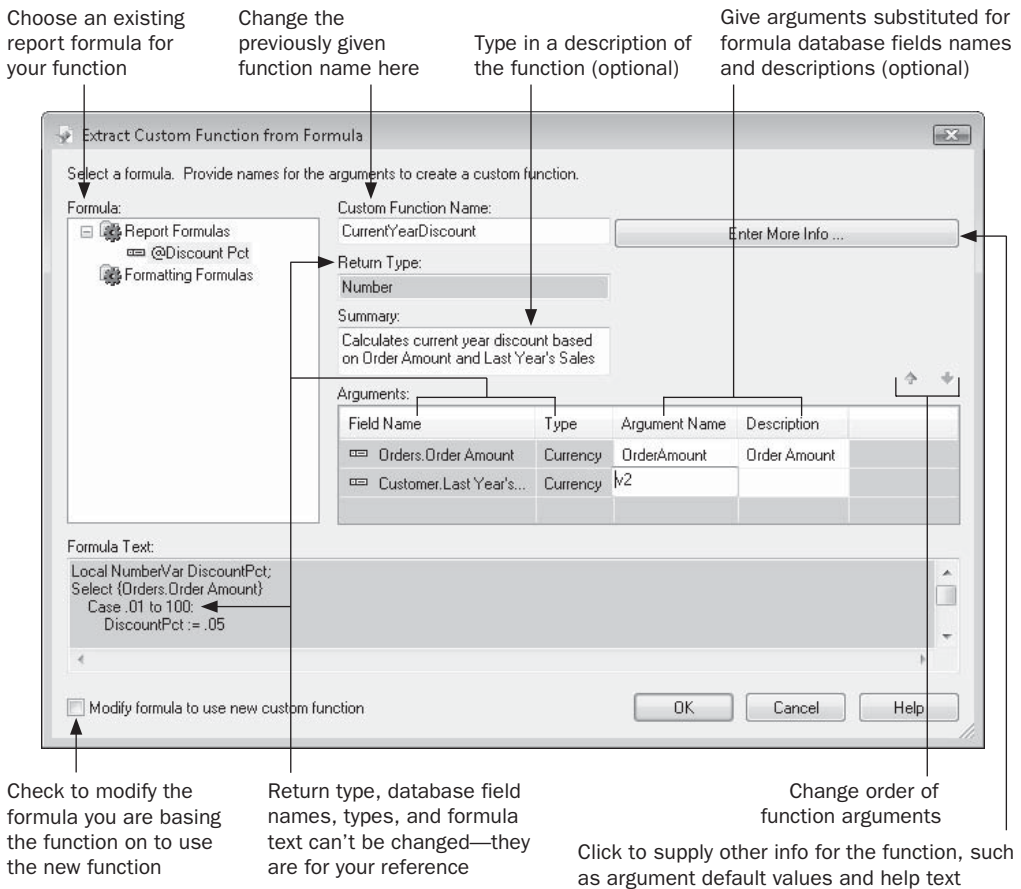 Choose an existing
report formula for
your function
Change the
previously given
function name here
Type in a description of
the function (optional)
Give arguments substituted for
formula database fields names
and descriptions (optional)
Extract Custom Function from Formula
Select a formula. Provide names for the arguments to create a custom function.
Formula:
Report Formulas
@Discount Pct
Formatting Formulas
Custom Function Name:
CurrentYearDiscount
Enter More Info ...
Return Type:
Number
Summary:
Calculates current year discount based
on Order Amount and Last Year's Sales
Arguments:
Field Name Type Argument Name Description
Orders.Order Amount Currency OrderAmount Order Amount
Customer.Last Year's... Currency v2
Formula Text:
Local NumberVar DiscountPct;
Select {Orders.Order Amount}
Case .01 to 100:
DiscountPct := .05
Modify formula to use new custom function
OK Cancel Help
Check to modify the
formula you are basing
the function on to use
the new function
Return type, database field
names, types, and formula
text can't be changed—they
are for your reference
Change order of
function arguments
Click to supply other info for the function, such
as argument default values and help text